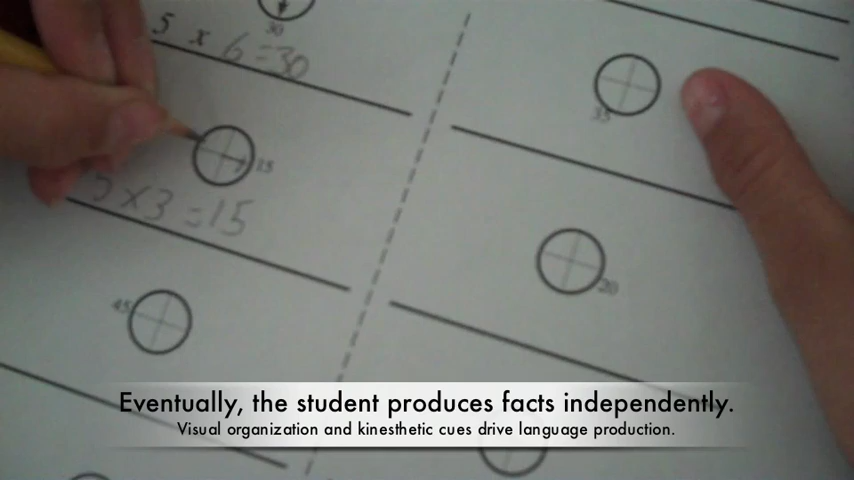 30
5 x 6 = 30
15
5 x 3 = 15
45
35
20
Eventually, the student produces facts independently.
Visual organization and kinesthetic cues drive language production.